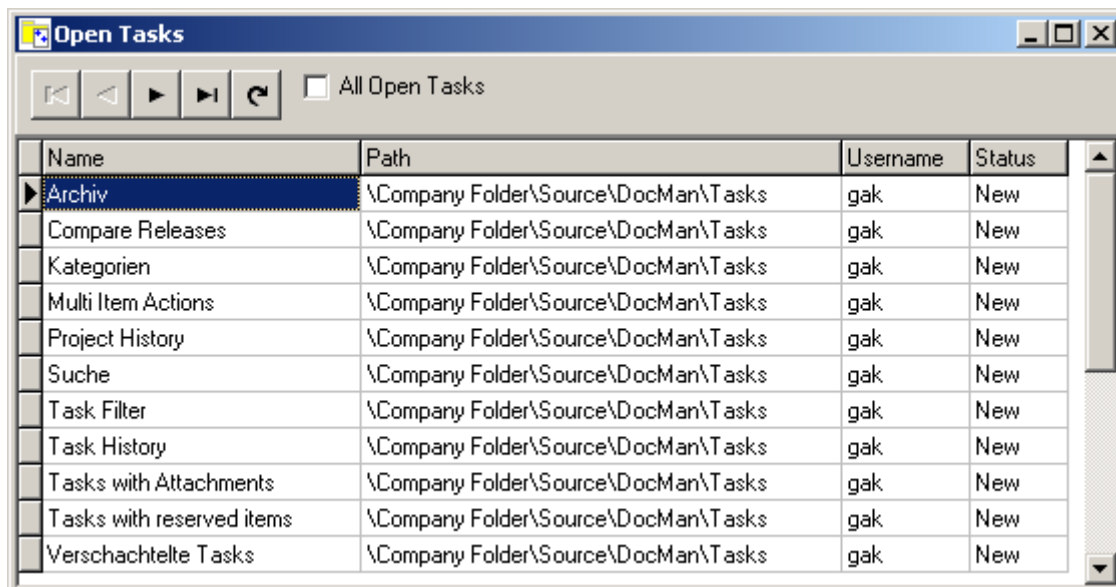 Open Tasks
All Open Tasks
Name Path Username Status
Archiv \Company Folder\Source\DocMan\Tasks gak New
Compare Releases \Company Folder\Source\DocMan\Tasks gak New
Kategorien \Company Folder\Source\DocMan\Tasks gak New
Multi Item Actions \Company Folder\Source\DocMan\Tasks gak New
Project History \Company Folder\Source\DocMan\Tasks gak New
Suche \Company Folder\Source\DocMan\Tasks gak New
Task Filter \Company Folder\Source\DocMan\Tasks gak New
Task History \Company Folder\Source\DocMan\Tasks gak New
Tasks with Attachments \Company Folder\Source\DocMan\Tasks gak New
Tasks with reserved items \Company Folder\Source\DocMan\Tasks gak New
Verschachtelte Tasks \Company Folder\Source\DocMan\Tasks gak New